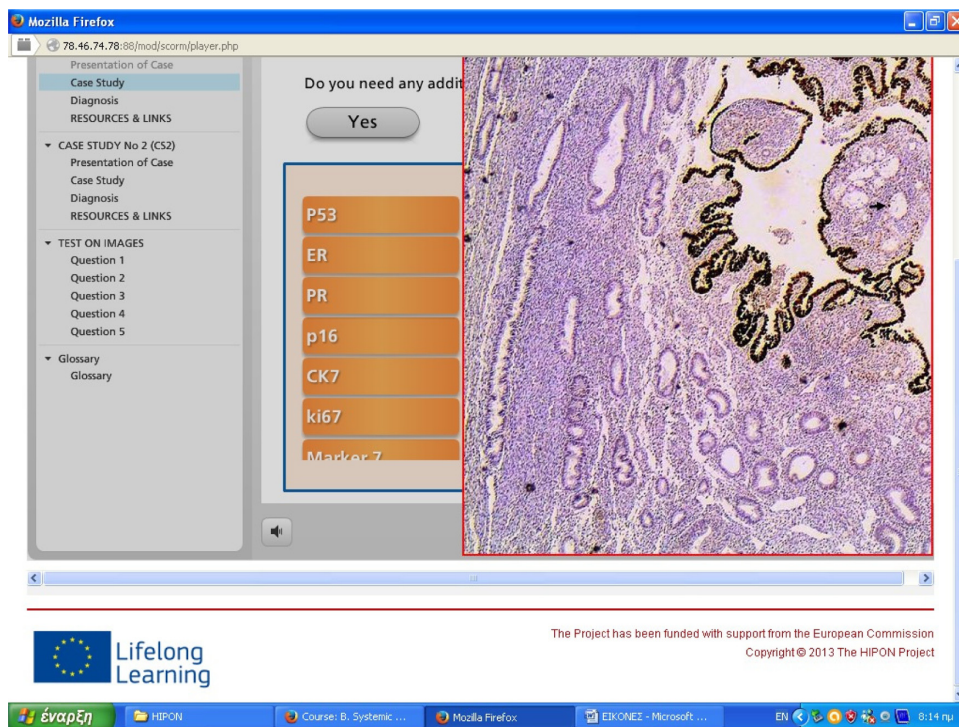 Mozilla Firefox
78.46.74.78:88/mod/scorm/player.php
Presentation of Case
Case Study
Diagnosis
RESOURCES & LINKS
CASE STUDY No 2 (CS2)
Presentation of Case
Case Study
Diagnosis
RESOURCES & LINKS
TEST ON IMAGES
Question 1
Question 2
Question 3
Question 4
Question 5
Glossary
Glossary
Do you need any addit
Yes
P53
ER
PR
p16
CK7
ki67
Marker 7
Lifelong
Learning
The Project has been funded with support from the European Commission
Copyright © 2013 The HIPON Project
έναρξη
HIPON
Course: B. Systemic ...
Mozilla Firefox
ΕΙΚΟΝΕΣ - Microsoft ...
EN
8:14 πμ